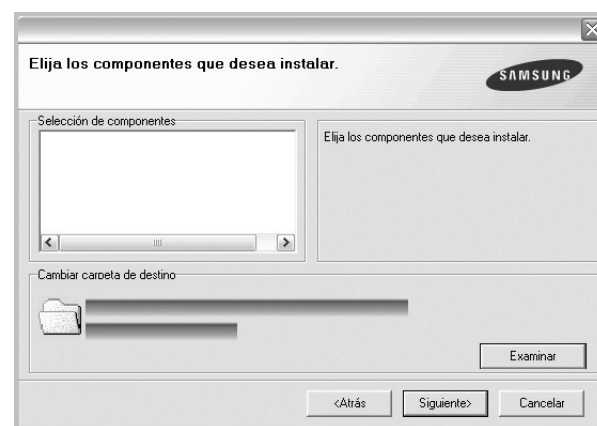 Elija los componentes que desea instalar.
SAMSUNG
Selección de componentes
Elija los componentes que desea instalar.
Cambiar carpeta de destino
Examinar
<Atrás
Siguiente>
Cancelar